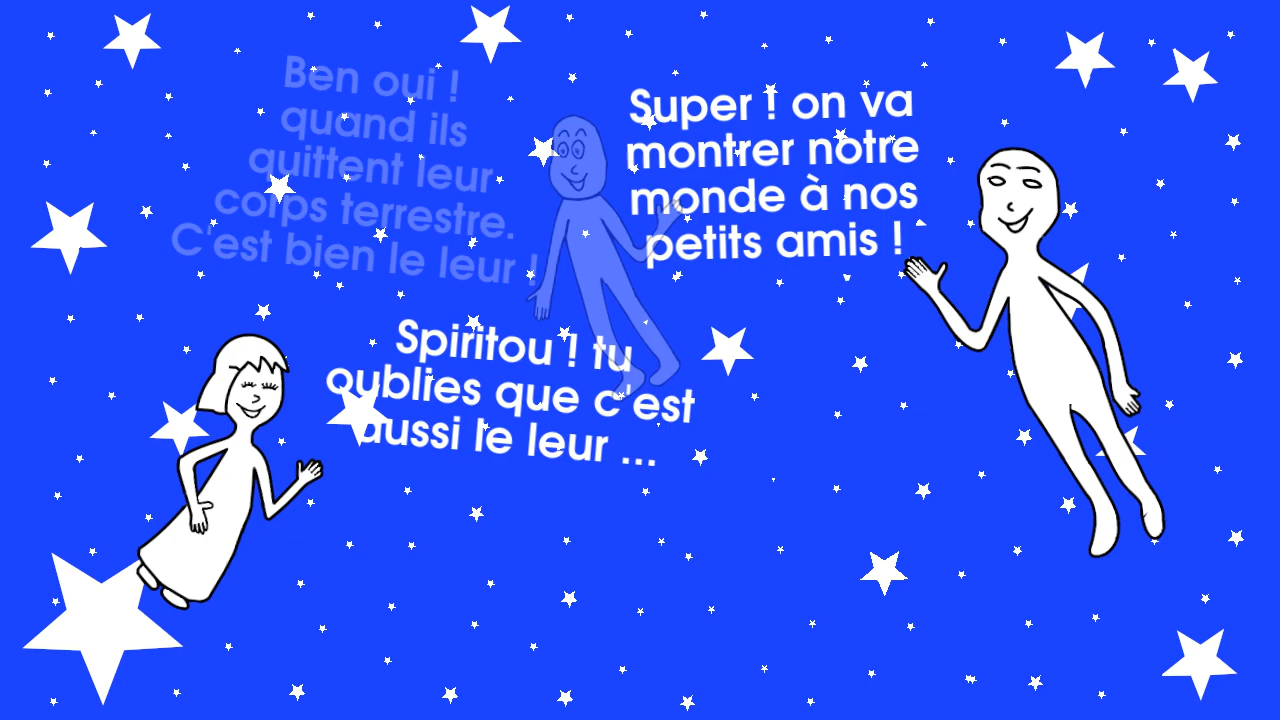 Super ! on va
montrer notre
monde à nos
petits amis !
Spiritou ! tu
oublies que c'est
aussi le leur ...
Ben oui !
quand ils
quittent leur
corps terrestre.
C'est bien le leur !